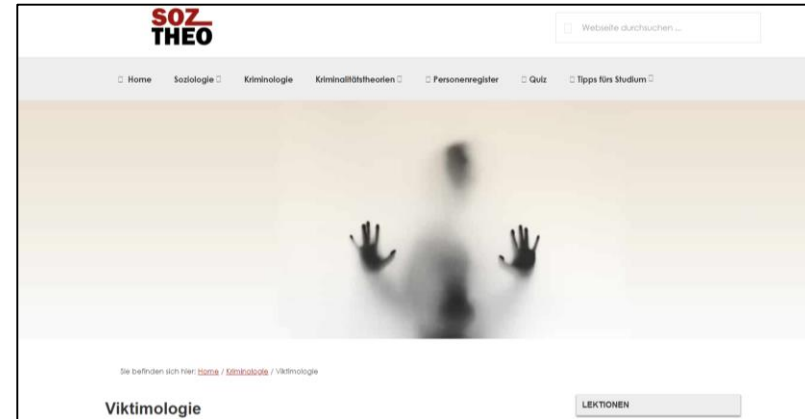 SOZ
THEO
Webseite durchsuchen ...
Home Soziologie Kriminologie Kriminalitätstheorien Personenregister Quiz Tipps fürs Studium
Sie befinden sich hier: Home / Kriminologie / Viktimologie
Viktimologie
LEKTIONEN